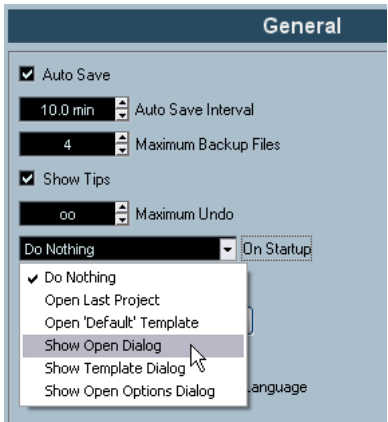 General
Auto Save
10.0 min Auto Save Interval
4 Maximum Backup Files
Show Tips
oo Maximum Undo
Do Nothing On Startup
Do Nothing
Open Last Project
Open 'Default' Template
Show Open Dialog
Show Template Dialog
Show Open Options Dialog